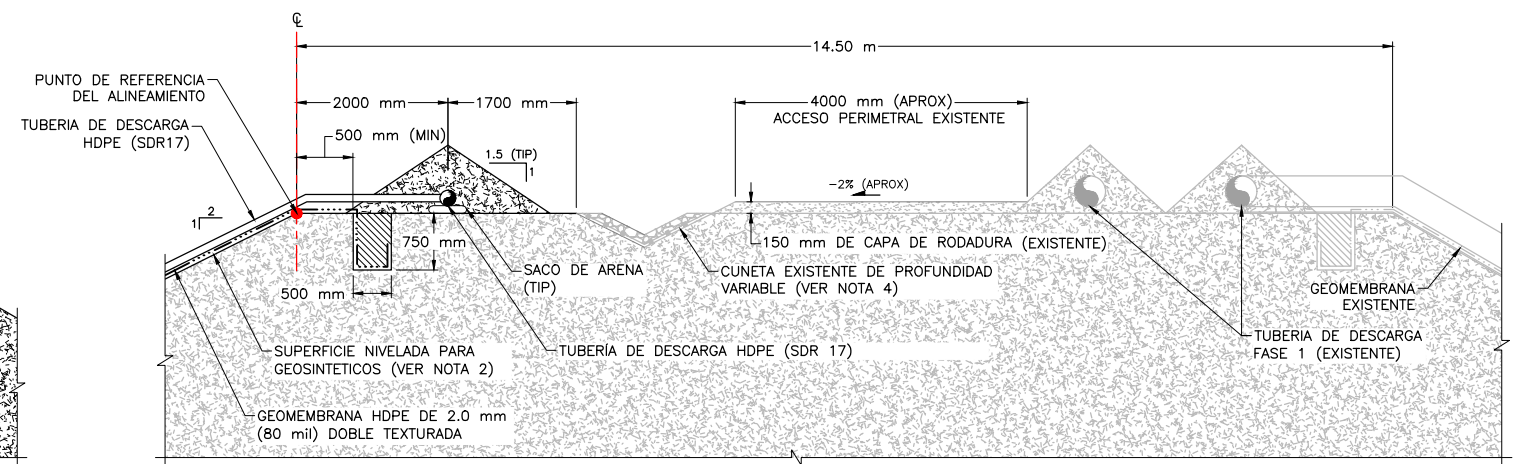 ℄
14.50 m
PUNTO DE REFERENCIA
DEL ALINEAMIENTO
2000 mm
1700 mm
4000 mm (APROX)
ACCESO PERIMETRAL EXISTENTE
TUBERIA DE DESCARGA
HDPE (SDR17)
500 mm (MIN)
1.5 (TIP)
1
-2% (APROX)
2
1
750 mm
150 mm DE CAPA DE RODADURA (EXISTENTE)
SACO DE ARENA
(TIP)
CUNETA EXISTENTE DE PROFUNDIDAD
VARIABLE (VER NOTA 4)
500 mm
GEOMEMBRANA
EXISTENTE
SUPERFICIE NIVELADA PARA
GEOSINTETICOS (VER NOTA 2)
TUBERÍA DE DESCARGA HDPE (SDR 17)
TUBERIA DE DESCARGA
FASE 1 (EXISTENTE)
GEOMEMBRANA HDPE DE 2.0 mm
(80 mil) DOBLE TEXTURADA